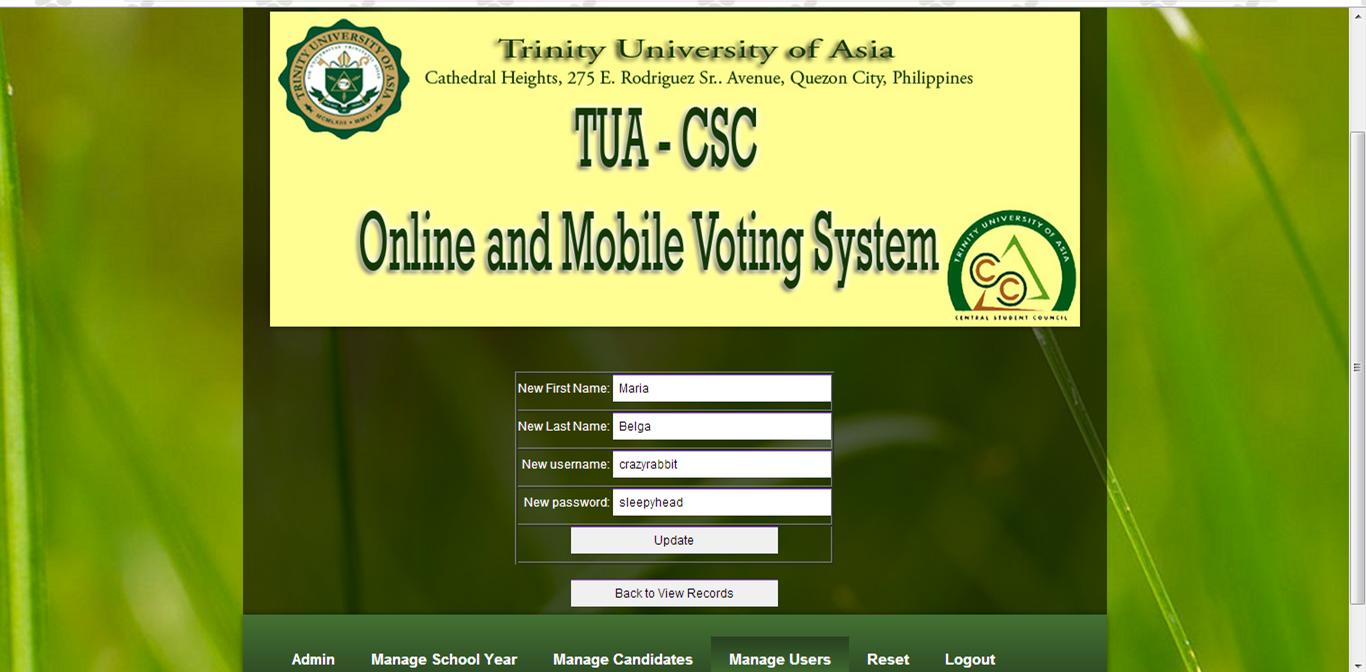 TRINITY UNIVERSITY OF ASIA
MCMLXIII • MMVI
Trinity University of Asia
Cathedral Heights, 275 E. Rodriguez Sr.. Avenue, Quezon City, Philippines
TUA - CSC
Online and Mobile Voting System
TRINITY UNIVERSITY OF ASIA
CSC
CENTRAL STUDENT COUNCIL
New First Name: Maria
New Last Name: Belga
New username: crazyrabbit
New password: sleepyhead
Update
Back to View Records
Admin Manage School Year Manage Candidates Manage Users Reset Logout